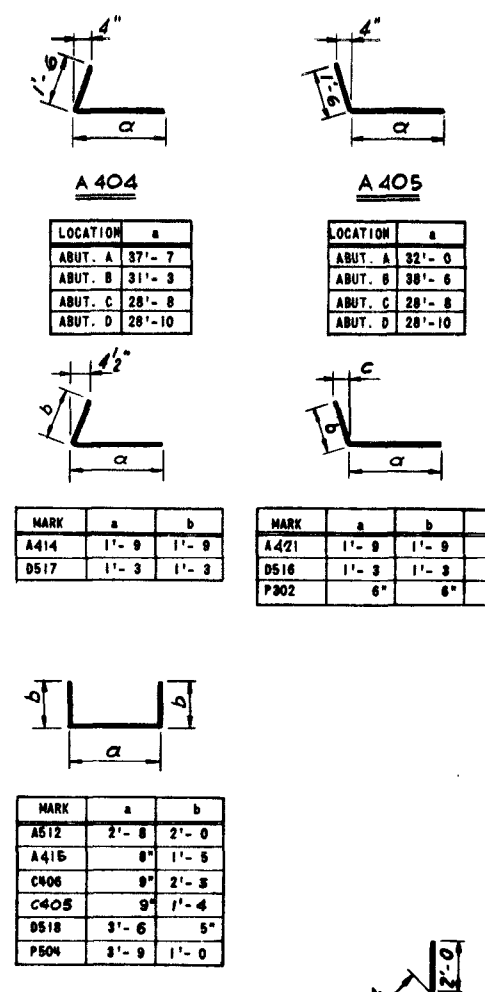 4" 4"
1'-6 1'-6
a a
A 404 A 405
LOCATION a LOCATION a
ABUT. A 37'- 7 ABUT. A 32'- 0
ABUT. B 31'- 3 ABUT. B 38'- 6
ABUT. C 28'- 8 ABUT. C 28'- 8
ABUT. D 28'-10 ABUT. D 28'-10
4½" c
b b
a a
MARK a b MARK a b
A414 1'- 9 1'- 9 A421 1'- 9 1'- 9
D517 1'- 3 1'- 3 D516 1'- 3 1'- 3
P302 6" 6"
b b
a
MARK a b
A512 2'- 8 2'- 0
A415 8" 1'- 5
C406 9" 2'- 3
C405 9" 1'- 4
D518 3'- 6 5"
P504 3'- 9 1'- 0
2'-0